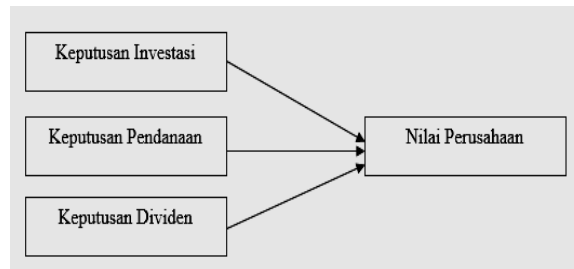 Keputusan Investasi
Keputusan Pendanaan
Nilai Perusahaan
Keputusan Dividen